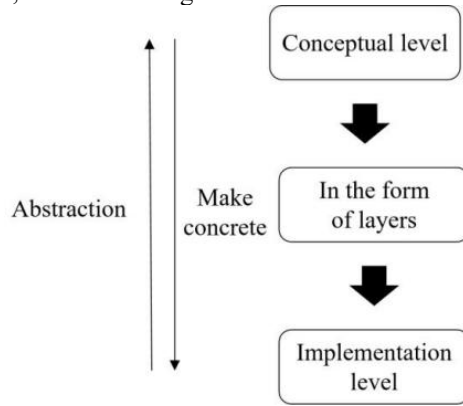 Conceptual level
Abstraction
Make
concrete
In the form
of layers
Implementation
level